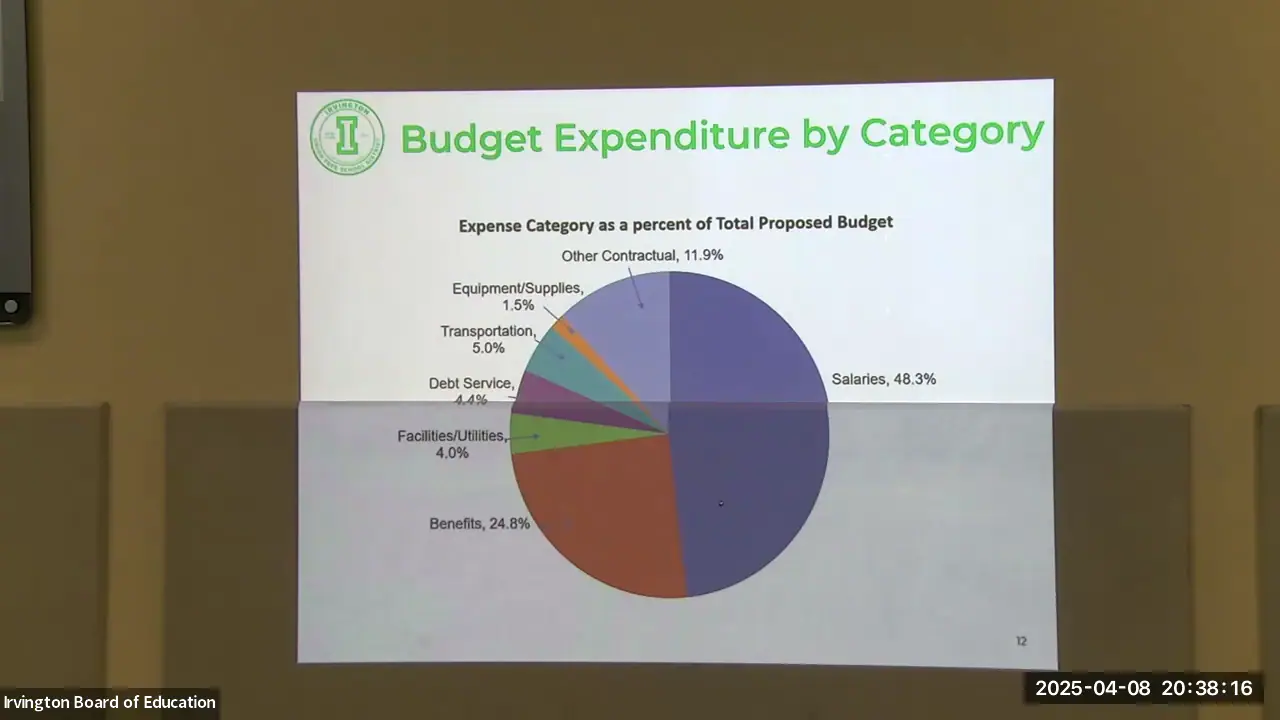 IRVINGTON
I
Budget Expenditure by Category
Expense Category as a percent of Total Proposed Budget
Other Contractual, 11.9%
Equipment/Supplies,
1.5%
Transportation,
5.0%
Salaries, 48.3%
Debt Service,
4.4%
Facilities/Utilities,
4.0%
Benefits, 24.8%
12
2025-04-08 20:38:16
Irvington Board of Education